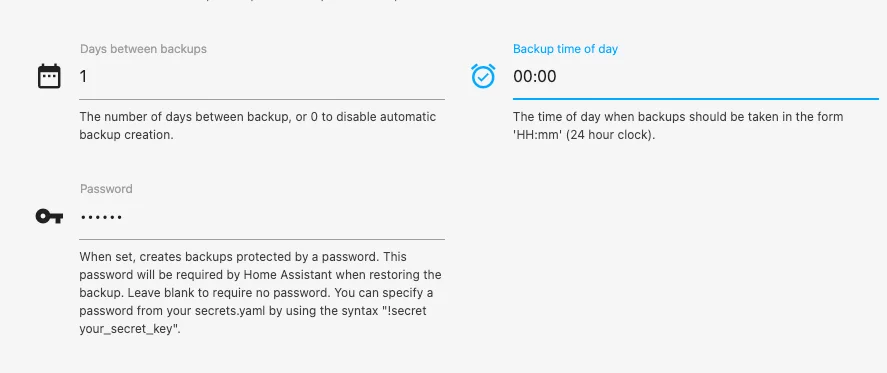 Days between backups
1
The number of days between backup, or 0 to disable automatic
backup creation.
Backup time of day
00:00
The time of day when backups should be taken in the form
'HH:mm' (24 hour clock).
Password
••••••
When set, creates backups protected by a password. This
password will be required by Home Assistant when restoring the
backup. Leave blank to require no password. You can specify a
password from your secrets.yaml by using the syntax "!secret
your_secret_key".